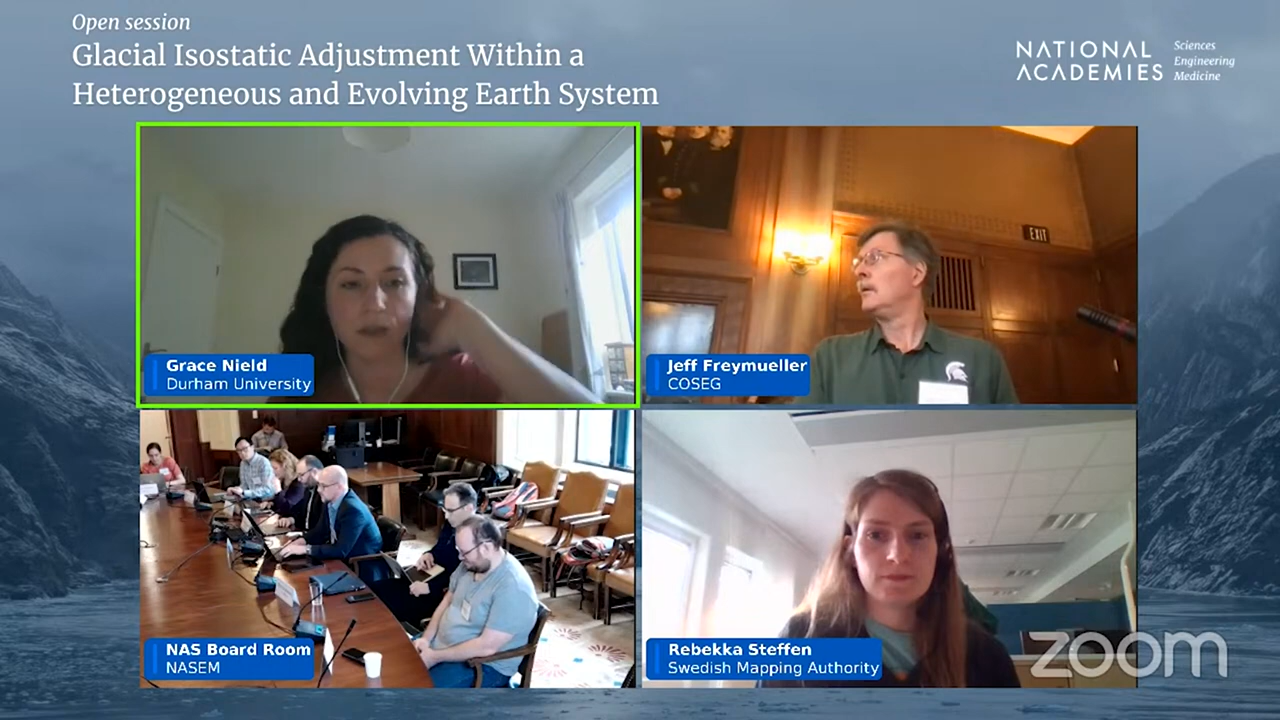 Open session
Glacial Isostatic Adjustment Within a
Heterogeneous and Evolving Earth System
NATIONAL
ACADEMIES
Sciences
Engineering
Medicine
EXIT
Grace Nield
Durham University
Jeff Freymueller
COSEG
NAS Board Room
NASEM
Rebekka Steffen
Swedish Mapping Authority
zoom